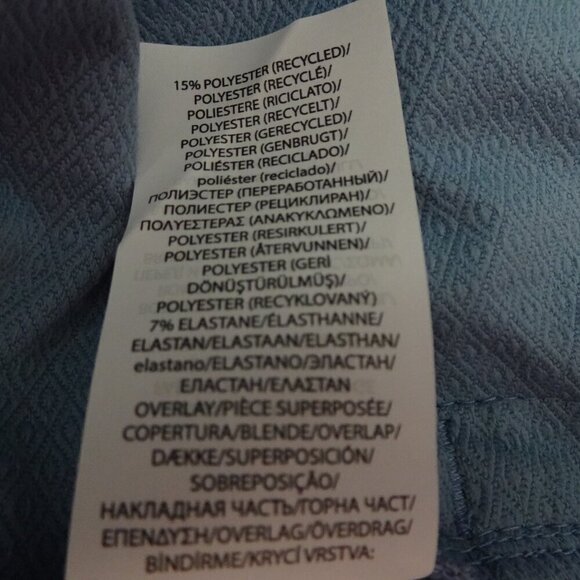 15% POLYESTER (RECYCLED)/
POLYESTER (RECYCLÉ)/
POLIESTERE (RICICLATO)/
POLYESTER (RECYCELT)/
POLYESTER (GERECYCLED)/
POLYESTER (GENBRUGT)/
POLIÉSTER (RECICLADO)/
poliéster (reciclado)/
ПОЛИЭСТЕР (ПЕРЕРАБОТАННЫЙ)/
ПОЛИЕСТЕР (РЕЦИКЛИРАН)/
ΠΟΛΥΕΣΤΕΡΑΣ (ΑΝΑΚΥΚΛΩΜΕΝΟ)/
POLYESTER (RESIRKULERT)/
POLYESTER (ÅTERVUNNEN)/
POLYESTER (GERİ
DÖNÜŞTÜRÜLMÜŞ)/
POLYESTER (RECYKLOVANÝ)
7% ELASTANE/ÉLASTHANNE/
ELASTAN/ELASTAAN/ELASTHAN/
elastano/ELASTANO/ЭЛАСТАН/
ЕЛАСТАН/ΕΛΑΣΤΑΝ
OVERLAY/PIÈCE SUPERPOSÉE/
COPERTURA/BLENDE/OVERLAP/
DÆKKE/SUPERPOSICIÓN/
SOBREPOSIÇÃO/
НАКЛАДНАЯ ЧАСТЬ/ГОРНА ЧАСТ/
ΕΠΕΝΔΥΣΗ/OVERLAG/ÖVERDRAG/
BİNDİRME/KRYCÍ VRSTVA: